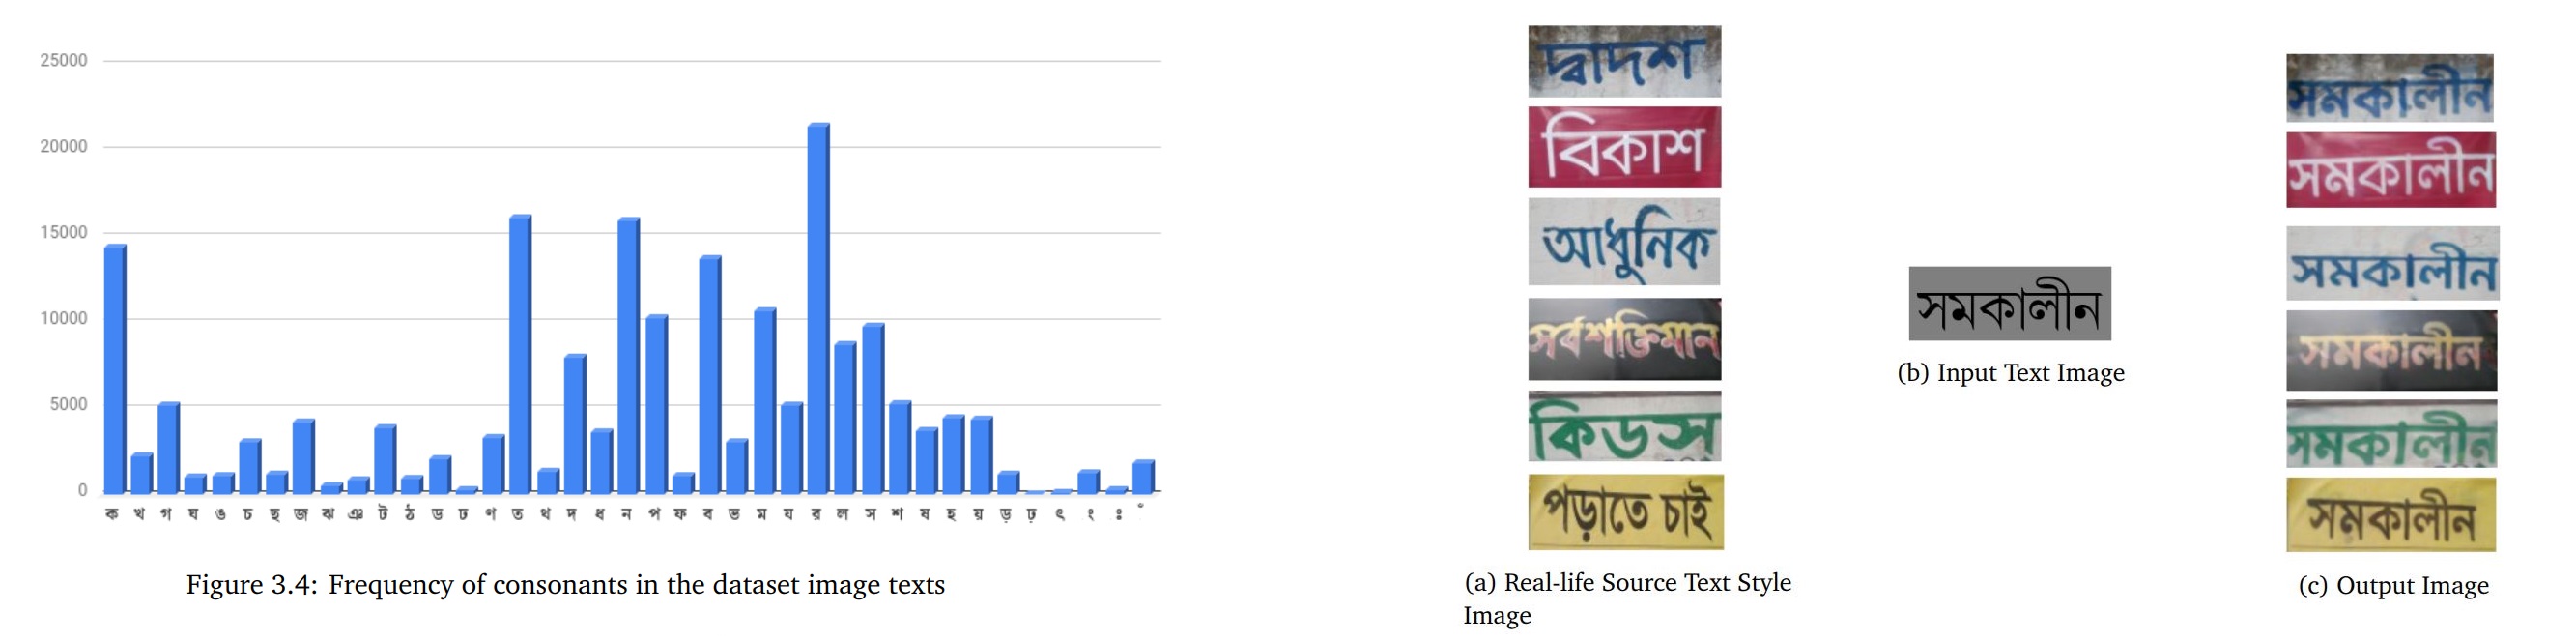 25000
20000
15000
10000
5000
0
ক খ গ ঘ ঙ চ ছ জ ঝ ঞ ট ঠ ড ঢ ণ ত থ দ ধ ন প ফ ব ভ ম য র ল স শ ষ হ য় ড় ঢ় ৎ ং ঃ ঁ
Figure 3.4: Frequency of consonants in the dataset image texts
দ্বাদশ
বিকাশ
আধুনিক
সর্বশক্তিমান
কিডস
পড়াতে চাই
(a) Real-life Source Text Style
Image
সমকালীন
(b) Input Text Image
সমকালীন
সমকালীন
সমকালীন
সমকালীন
সমকালীন
সমকালীন
(c) Output Image